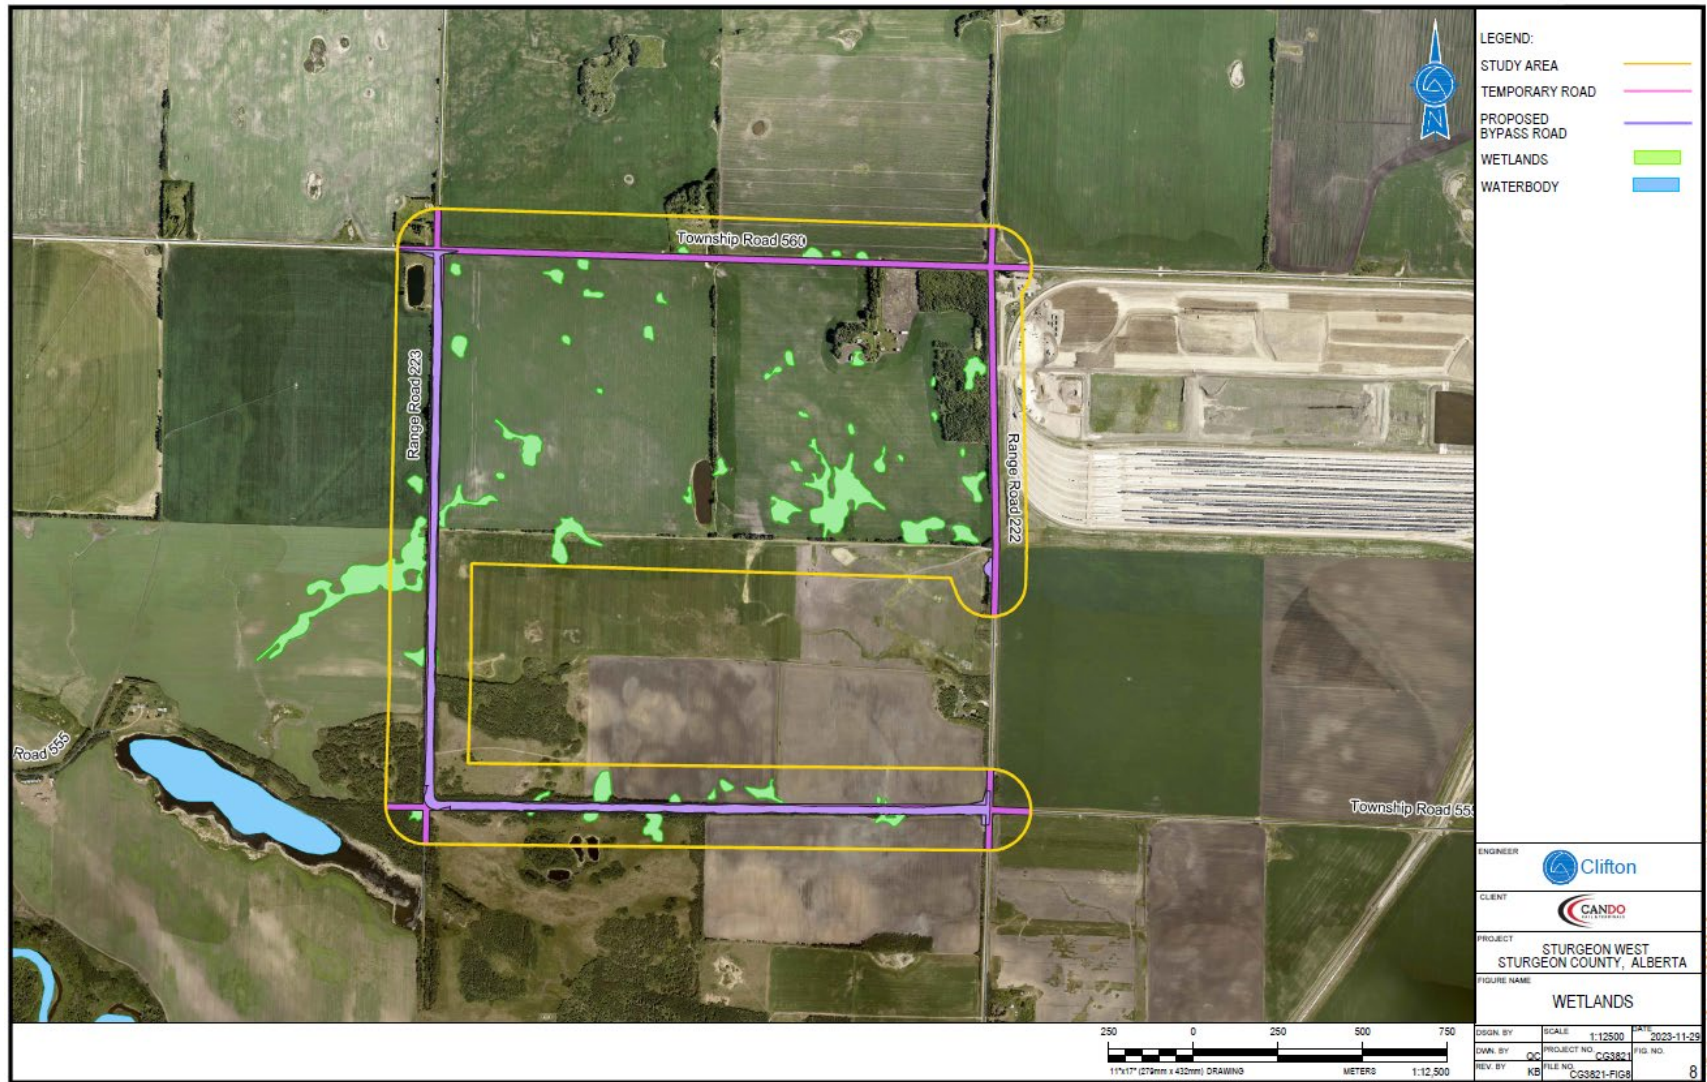 LEGEND:
STUDY AREA
TEMPORARY ROAD
PROPOSED
BYPASS ROAD
WETLANDS
WATERBODY
N
Township Road 560
Range Road 223
Range Road 222
Road 555
Township Road 555
ENGINEER
Clifton
CLIENT
CANDO
RAIL & TERMINALS
PROJECT
STURGEON WEST
STURGEON COUNTY, ALBERTA
FIGURE NAME
WETLANDS
DSGN. BY
SCALE 1:12500
DATE 2023-11-29
DWN. BY QC
PROJECT NO. CG3821
FIG. NO.
REV. BY KB
FILE NO. CG3821-FIG8
8
250 0 250 500 750
11"x17" (279mm x 432mm) DRAWING METERS 1:12,500